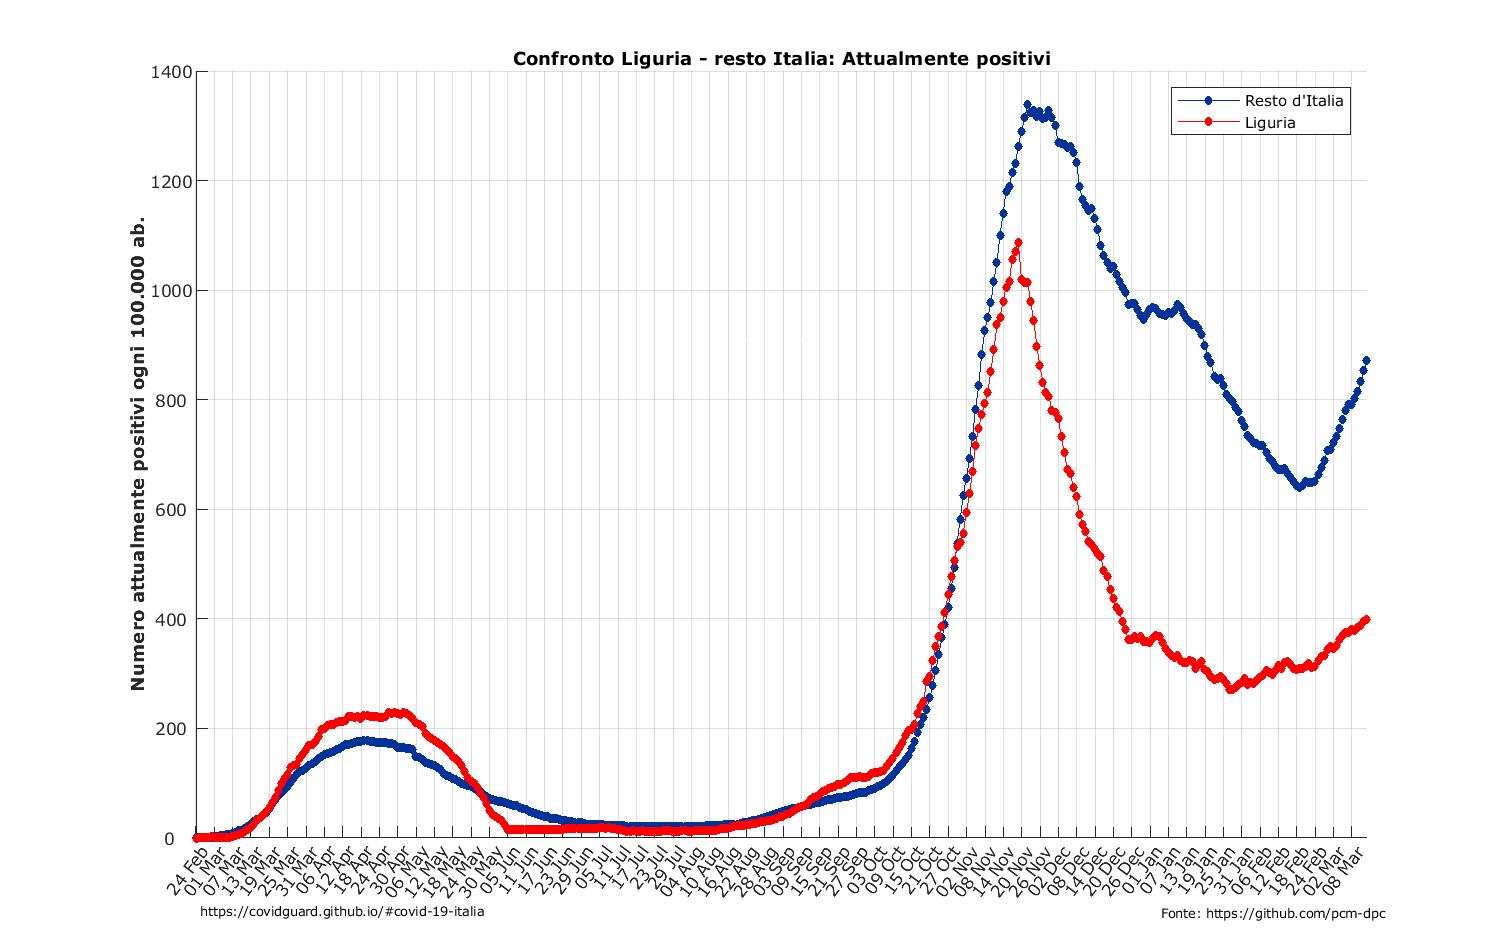 Confronto Liguria - resto Italia: Attualmente positivi
Numero attualmente positivi ogni 100.000 ab.
1400
1200
1000
800
600
400
200
0
Resto d'Italia
Liguria
24 Feb
01 Mar
07 Mar
13 Mar
19 Mar
25 Mar
31 Mar
06 Apr
12 Apr
18 Apr
24 Apr
30 Apr
06 May
12 May
18 May
24 May
30 May
05 Jun
11 Jun
17 Jun
23 Jun
29 Jun
05 Jul
11 Jul
17 Jul
23 Jul
29 Jul
04 Aug
10 Aug
16 Aug
22 Aug
28 Aug
03 Sep
09 Sep
15 Sep
21 Sep
27 Sep
03 Oct
09 Oct
15 Oct
21 Oct
27 Oct
02 Nov
08 Nov
14 Nov
20 Nov
26 Nov
02 Dec
08 Dec
14 Dec
20 Dec
26 Dec
01 Jan
07 Jan
13 Jan
19 Jan
25 Jan
31 Jan
06 Feb
12 Feb
18 Feb
24 Feb
02 Mar
08 Mar
https://covidguard.github.io/#covid-19-italia
Fonte: https://github.com/pcm-dpc